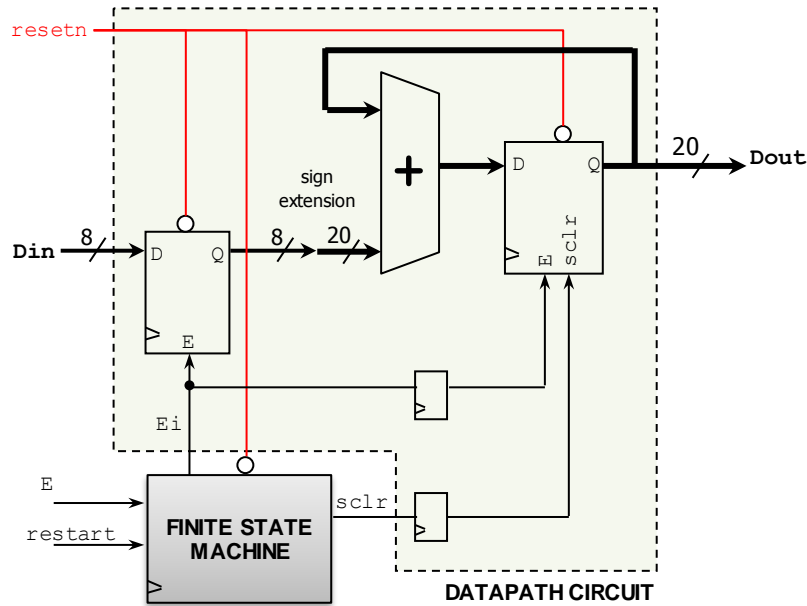 resetn
20
Dout
D
Q
+
sign
extension
8
20
8
Din
D
Q
E
sclr
E
Ei
E
restart
sclr
FINITE STATE
MACHINE
DATAPATH CIRCUIT